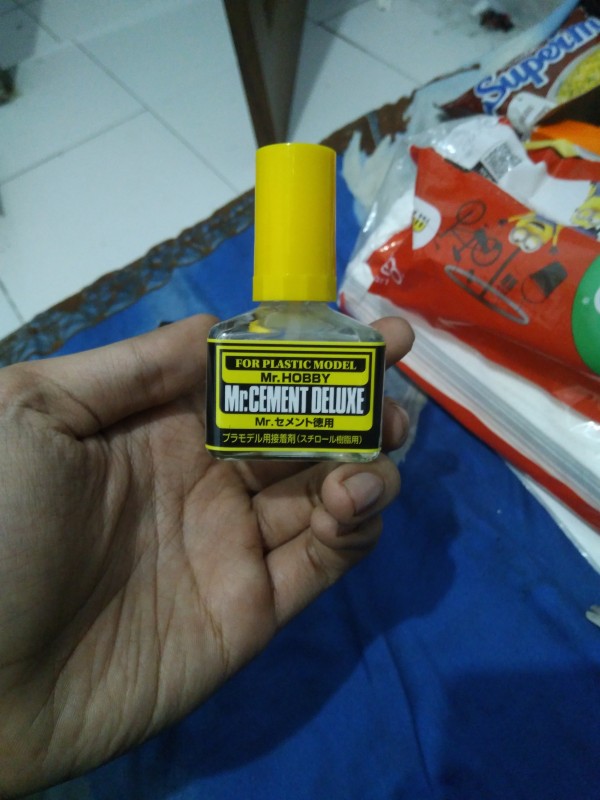 Superm
FOR PLASTIC MODEL
Mr.HOBBY
Mr.CEMENT DELUXE
Mr.セメント徳用
プラモデル用接着剤(スチロール樹脂用)